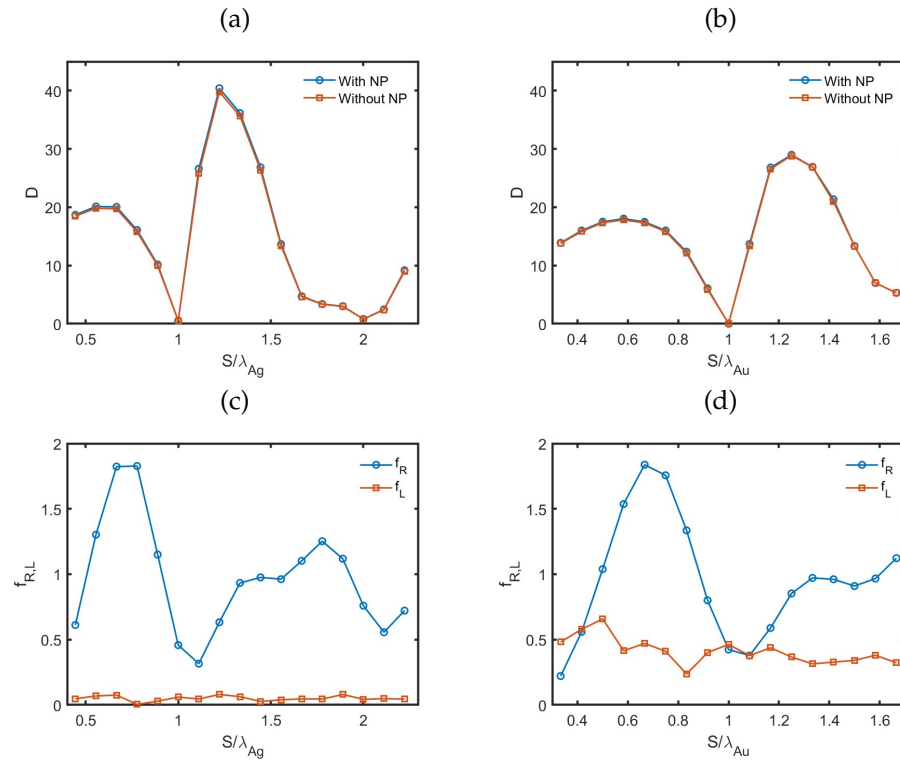 (a)
(b)
With NP
Without NP
With NP
Without NP
D
D
0
10
20
30
40
0
10
20
30
40
0.5
1
1.5
2
0.4
0.6
0.8
1
1.2
1.4
1.6
S/λ_Ag
S/λ_Au
(c)
(d)
f_R
f_L
f_R
f_L
f_R,L
f_R,L
0
0.5
1
1.5
2
0
0.5
1
1.5
2
0.5
1
1.5
2
0.4
0.6
0.8
1
1.2
1.4
1.6
S/λ_Ag
S/λ_Au